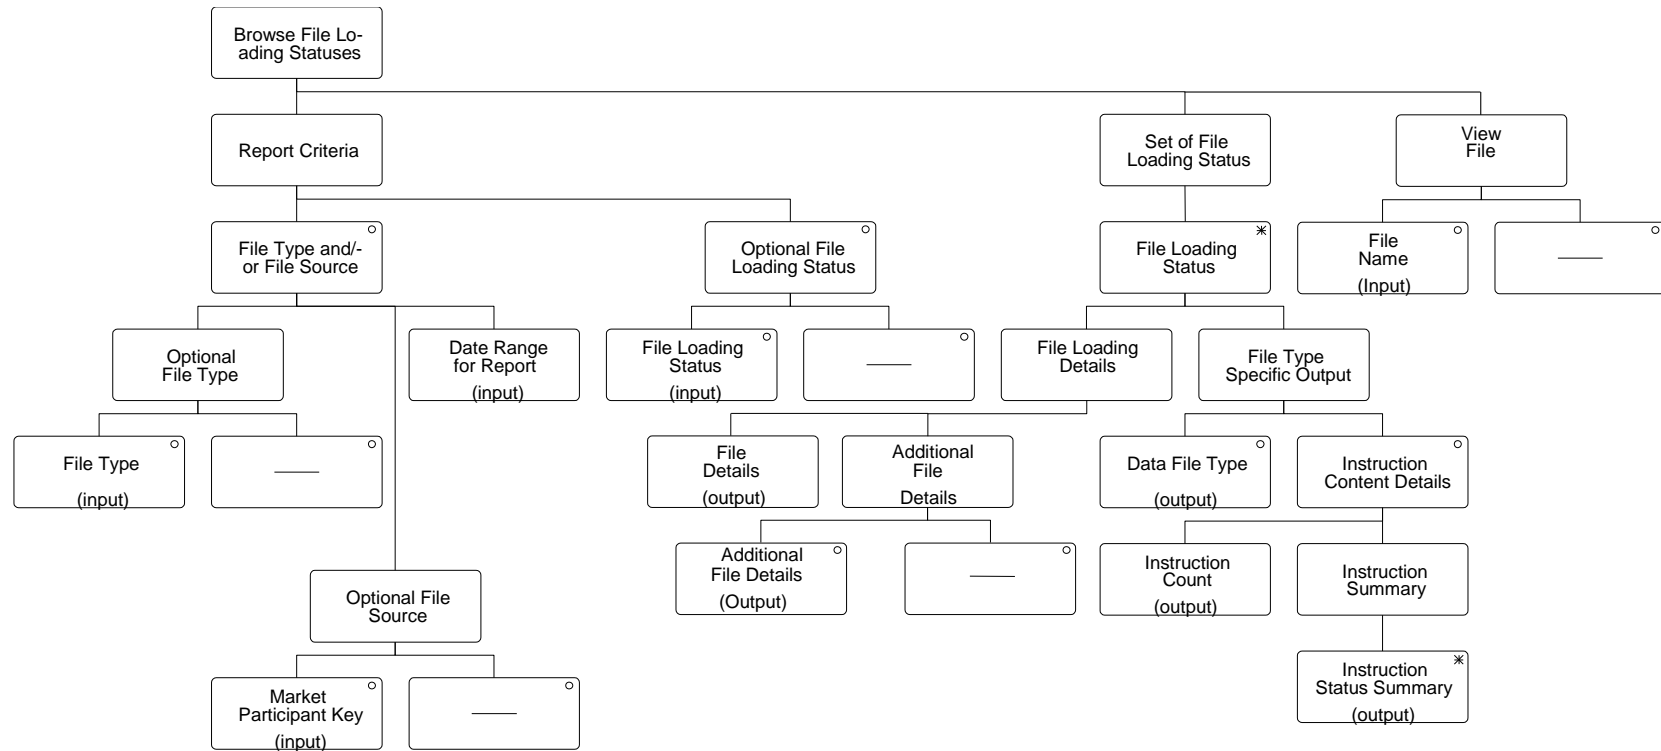 Browse File Lo-
ading Statuses
Report Criteria
Set of File
Loading Status
View
File
File Type and/-
or File Source
Optional File
Loading Status
File Loading
Status
File
Name
(Input)
Optional
File Type
Date Range
for Report
(input)
File Loading
Status
(input)
File Loading
Details
File Type
Specific Output
File Type
(input)
File
Details
(output)
Additional
File
Details
Data File Type
(output)
Instruction
Content Details
Optional File
Source
Additional
File Details
(Output)
Instruction
Count
(output)
Instruction
Summary
Market
Participant Key
(input)
Instruction
Status Summary
(output)